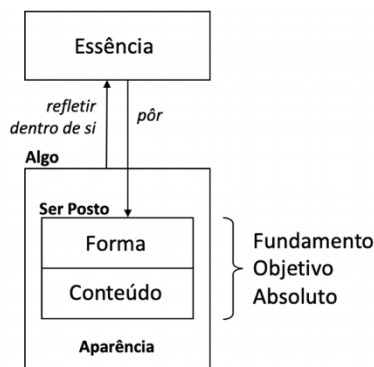 Essência
refletir
dentro de si
pôr
Algo
Ser Posto
Forma
Conteúdo
Fundamento
Objetivo
Absoluto
Aparência